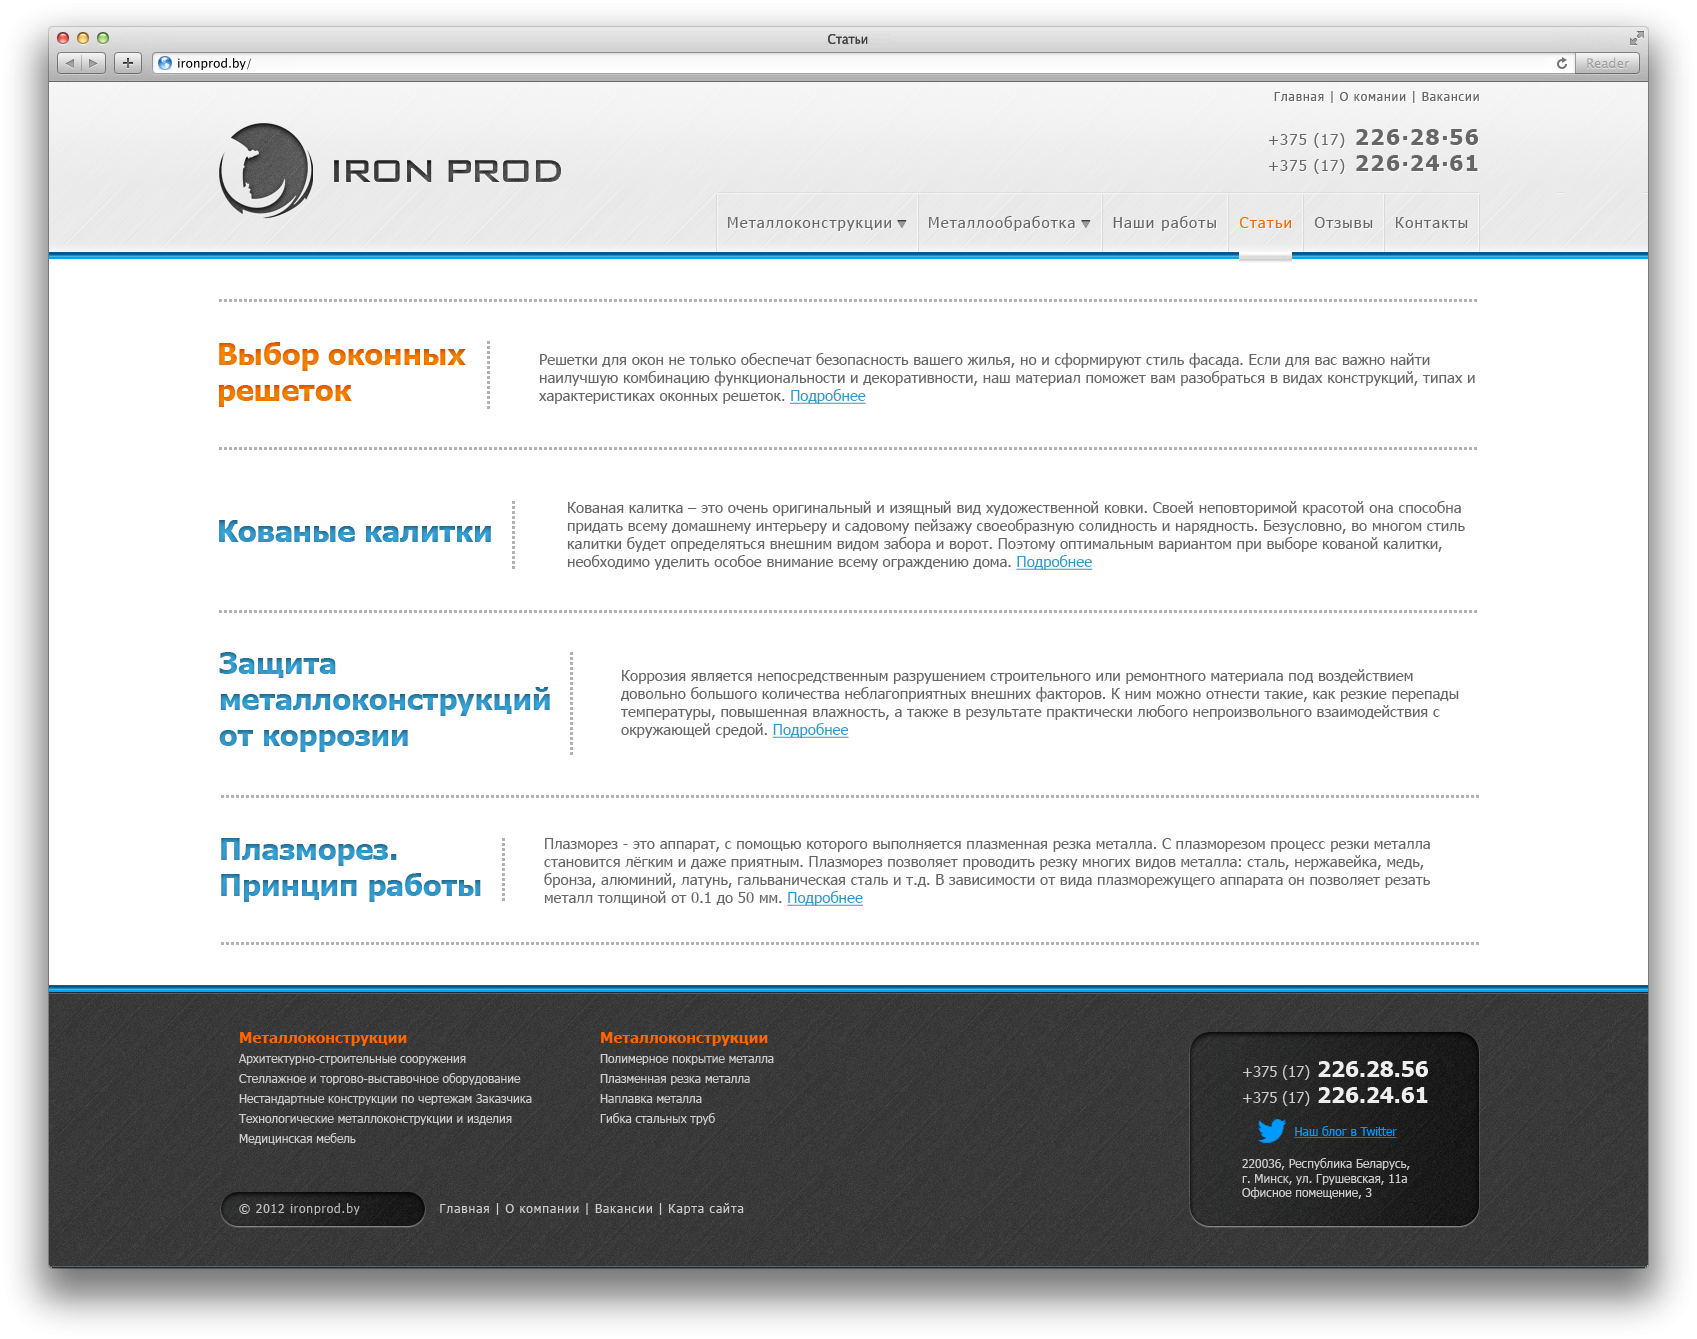 Статьи
ironprod.by/
Reader
Главная | О комании | Вакансии
+375 (17) 226·28·56
+375 (17) 226·24·61
IRON PROD
Металлоконструкции Металлообработка Наши работы Статьи Отзывы Контакты
Выбор оконных
решеток
Решетки для окон не только обеспечат безопасность вашего жилья, но и сформируют стиль фасада. Если для вас важно найти
наилучшую комбинацию функциональности и декоративности, наш материал поможет вам разобраться в видах конструкций, типах и
характеристиках оконных решеток. Подробнее
Кованые калитки
Кованая калитка – это очень оригинальный и изящный вид художественной ковки. Своей неповторимой красотой она способна
придать всему домашнему интерьеру и садовому пейзажу своеобразную солидность и нарядность. Безусловно, во многом стиль
калитки будет определяться внешним видом забора и ворот. Поэтому оптимальным вариантом при выборе кованой калитки,
необходимо уделить особое внимание всему ограждению дома. Подробнее
Защита
металлоконструкций
от коррозии
Коррозия является непосредственным разрушением строительного или ремонтного материала под воздействием
довольно большого количества неблагоприятных внешних факторов. К ним можно отнести такие, как резкие перепады
температуры, повышенная влажность, а также в результате практически любого непроизвольного взаимодействия с
окружающей средой. Подробнее
Плазморез.
Принцип работы
Плазморез - это аппарат, с помощью которого выполняется плазменная резка металла. С плазморезом процесс резки металла
становится лёгким и даже приятным. Плазморез позволяет проводить резку многих видов металла: сталь, нержавейка, медь,
бронза, алюминий, латунь, гальваническая сталь и т.д. В зависимости от вида плазморежущего аппарата он позволяет резать
металл толщиной от 0.1 до 50 мм. Подробнее
Металлоконструкции
Архитектурно-строительные сооружения
Стеллажное и торгово-выставочное оборудование
Нестандартные конструкции по чертежам Заказчика
Технологические металлоконструкции и изделия
Медицинская мебель
Металлоконструкции
Полимерное покрытие металла
Плазменная резка металла
Наплавка металла
Гибка стальных труб
+375 (17) 226.28.56
+375 (17) 226.24.61
Наш блог в Twitter
220036, Республика Беларусь,
г. Минск, ул. Грушевская, 11а
Офисное помещение, 3
© 2012 ironprod.by
Главная | О компании | Вакансии | Карта сайта